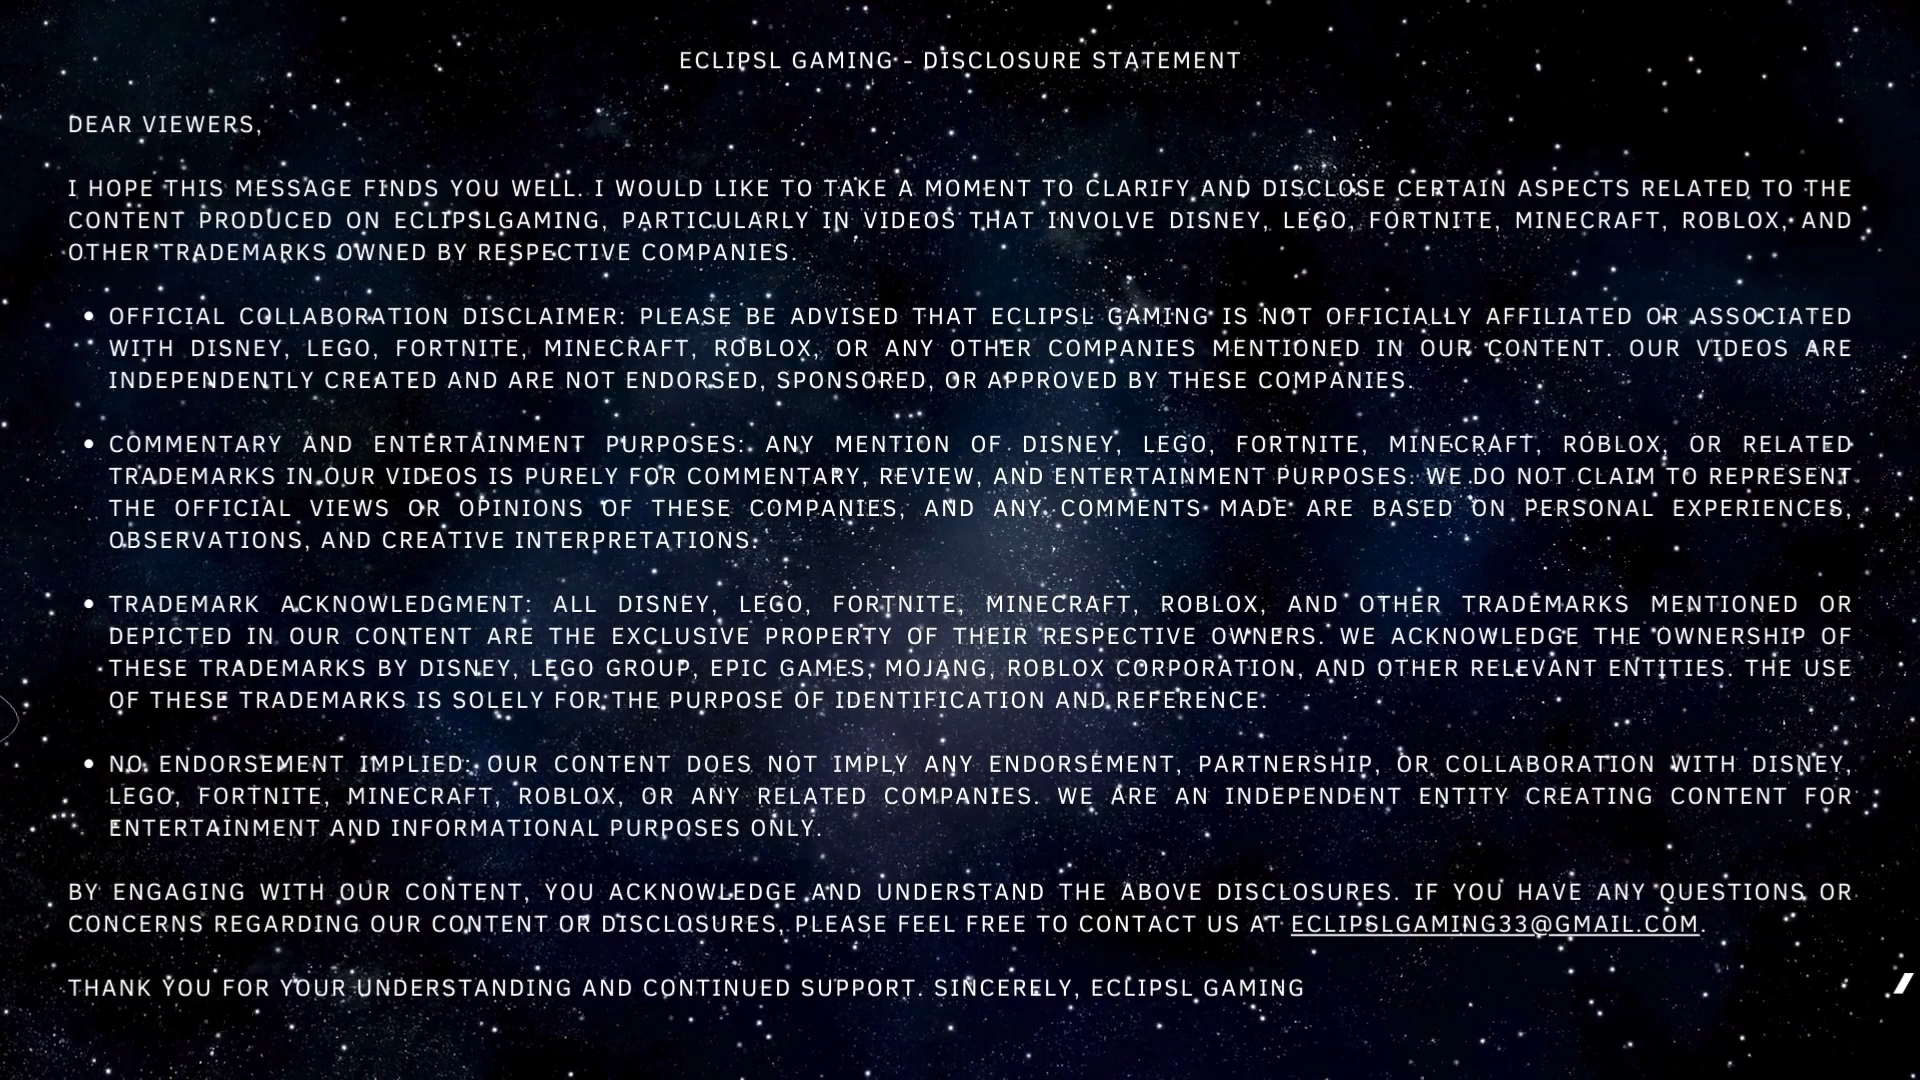 ECLIPSL GAMING - DISCLOSURE STATEMENT
DEAR VIEWERS,
I HOPE THIS MESSAGE FINDS YOU WELL. I WOULD LIKE TO TAKE A MOMENT TO CLARIFY AND DISCLOSE CERTAIN ASPECTS RELATED TO THE
CONTENT PRODUCED ON ECLIPSLGAMING, PARTICULARLY IN VIDEOS THAT INVOLVE DISNEY, LEGO, FORTNITE, MINECRAFT, ROBLOX, AND
OTHER TRADEMARKS OWNED BY RESPECTIVE COMPANIES.
• OFFICIAL COLLABORATION DISCLAIMER: PLEASE BE ADVISED THAT ECLIPSL GAMING IS NOT OFFICIALLY AFFILIATED OR ASSOCIATED
WITH DISNEY, LEGO, FORTNITE, MINECRAFT, ROBLOX, OR ANY OTHER COMPANIES MENTIONED IN OUR CONTENT. OUR VIDEOS ARE
INDEPENDENTLY CREATED AND ARE NOT ENDORSED, SPONSORED, OR APPROVED BY THESE COMPANIES.
• COMMENTARY AND ENTERTAINMENT PURPOSES: ANY MENTION OF DISNEY, LEGO, FORTNITE, MINECRAFT, ROBLOX, OR RELATED
TRADEMARKS IN OUR VIDEOS IS PURELY FOR COMMENTARY, REVIEW, AND ENTERTAINMENT PURPOSES. WE DO NOT CLAIM TO REPRESENT
THE OFFICIAL VIEWS OR OPINIONS OF THESE COMPANIES, AND ANY COMMENTS MADE ARE BASED ON PERSONAL EXPERIENCES,
OBSERVATIONS, AND CREATIVE INTERPRETATIONS.
• TRADEMARK ACKNOWLEDGMENT: ALL DISNEY, LEGO, FORTNITE, MINECRAFT, ROBLOX, AND OTHER TRADEMARKS MENTIONED OR
DEPICTED IN OUR CONTENT ARE THE EXCLUSIVE PROPERTY OF THEIR RESPECTIVE OWNERS. WE ACKNOWLEDGE THE OWNERSHIP OF
THESE TRADEMARKS BY DISNEY, LEGO GROUP, EPIC GAMES, MOJANG, ROBLOX CORPORATION, AND OTHER RELEVANT ENTITIES. THE USE
OF THESE TRADEMARKS IS SOLELY FOR THE PURPOSE OF IDENTIFICATION AND REFERENCE.
• NO ENDORSEMENT IMPLIED: OUR CONTENT DOES NOT IMPLY ANY ENDORSEMENT, PARTNERSHIP, OR COLLABORATION WITH DISNEY,
LEGO, FORTNITE, MINECRAFT, ROBLOX, OR ANY RELATED COMPANIES. WE ARE AN INDEPENDENT ENTITY CREATING CONTENT FOR
ENTERTAINMENT AND INFORMATIONAL PURPOSES ONLY.
BY ENGAGING WITH OUR CONTENT, YOU ACKNOWLEDGE AND UNDERSTAND THE ABOVE DISCLOSURES. IF YOU HAVE ANY QUESTIONS OR
CONCERNS REGARDING OUR CONTENT OR DISCLOSURES, PLEASE FEEL FREE TO CONTACT US AT ECLIPSLGAMING33@GMAIL.COM.
THANK YOU FOR YOUR UNDERSTANDING AND CONTINUED SUPPORT. SINCERELY, ECLIPSL GAMING